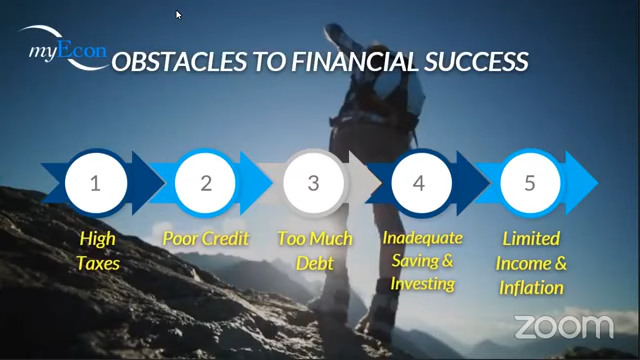 myEcon
OBSTACLES TO FINANCIAL SUCCESS
1
2
3
4
5
High
Taxes
Poor Credit
Too Much
Debt
Inadequate
Saving &
Investing
Limited
Income &
Inflation
zoom